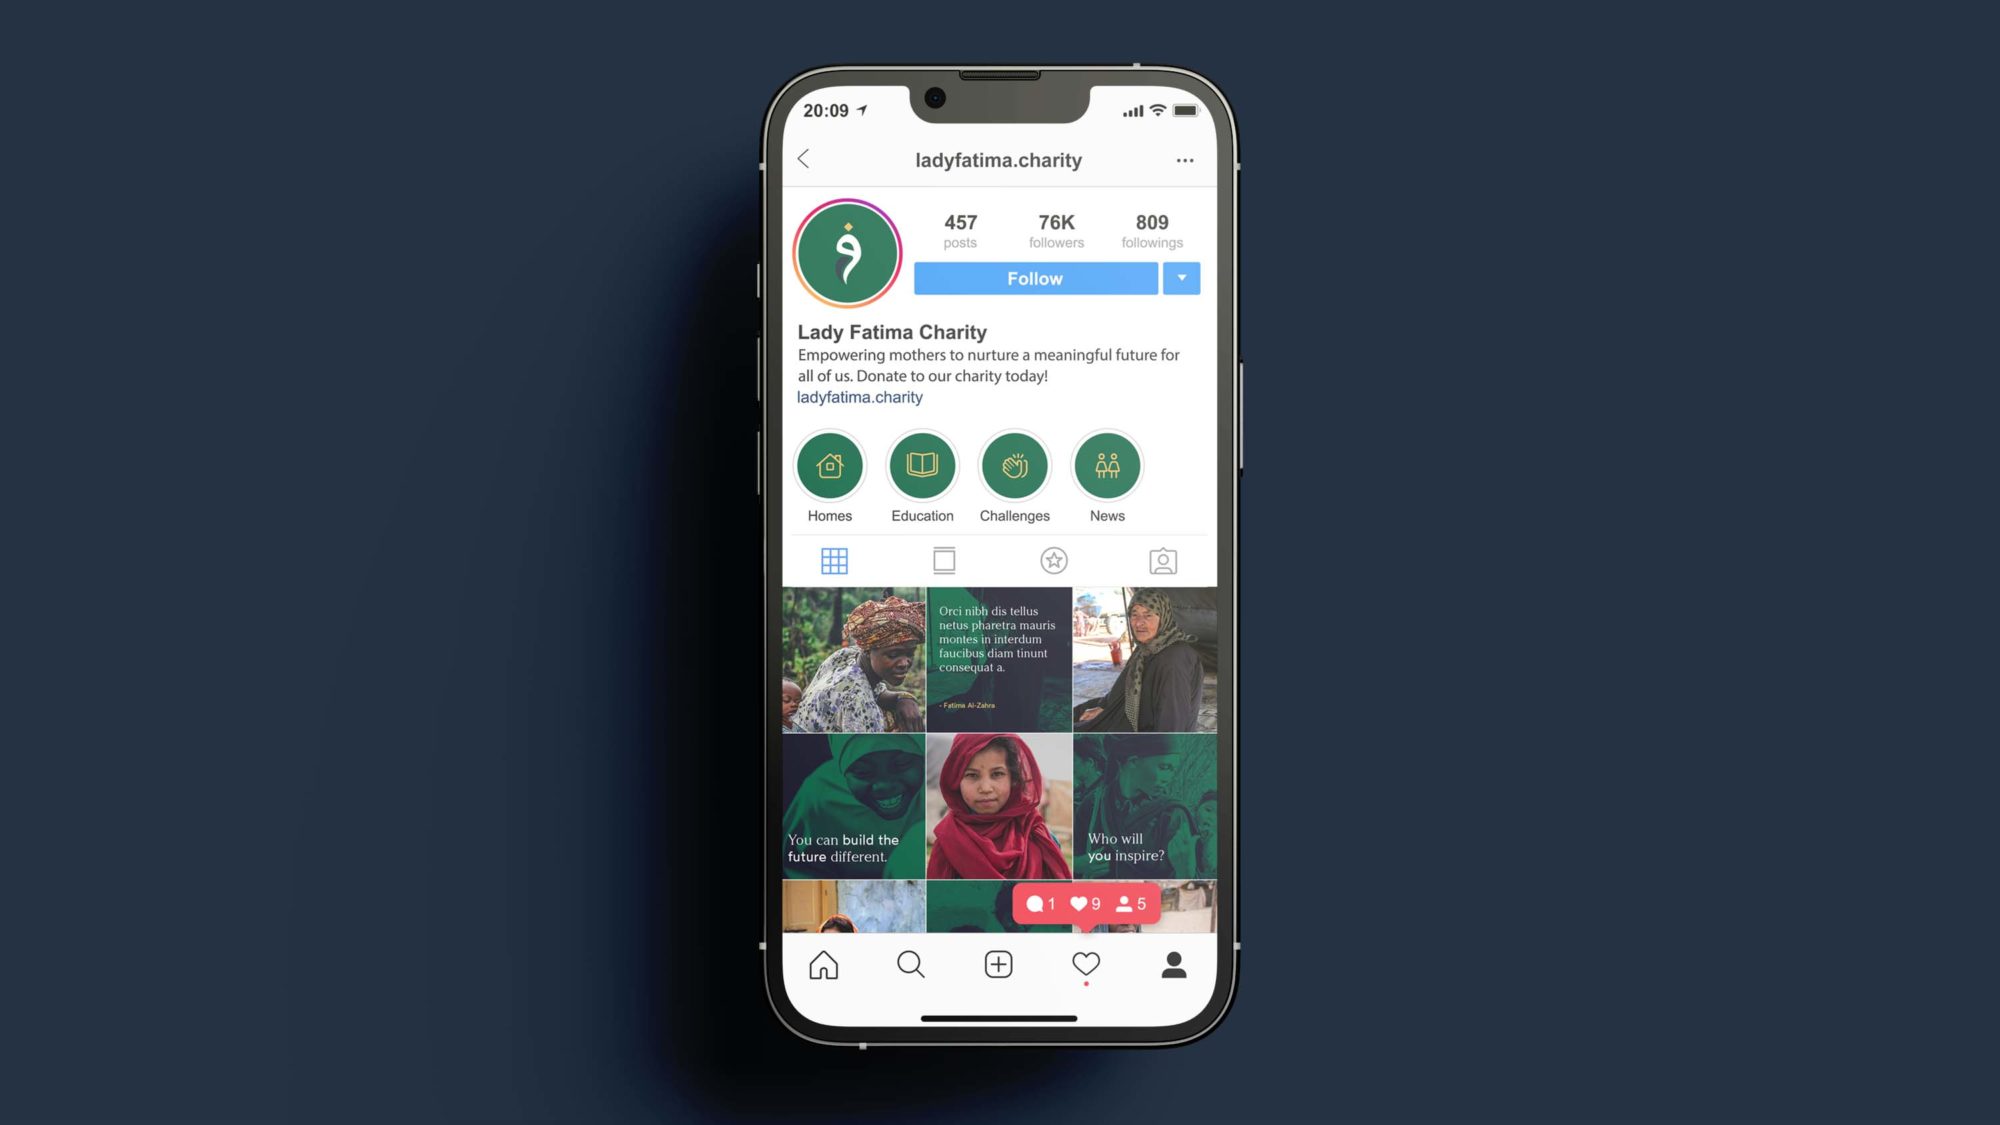 20:09
ladyfatima.charity
457 76K 809
posts followers followings
Follow
ف
Lady Fatima Charity
Empowering mothers to nurture a meaningful future for
all of us. Donate to our charity today!
ladyfatima.charity
Homes Education Challenges News
Orci nibh dis tellus
netus pharetra mauris
montes in interdum
faucibus diam tinunt
consequat a.
- Fatima Al-Zahra
You can build the
future different.
Who will
you inspire?
1 9 5